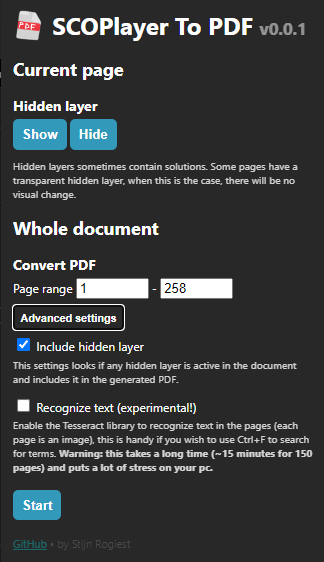 PDF
SCOPlayer To PDF v0.0.1
Current page
Hidden layer
Show Hide
Hidden layers sometimes contain solutions. Some pages have a
transparent hidden layer, when this is the case, there will be no
visual change.
Whole document
Convert PDF
Page range 1 - 258
Advanced settings
Include hidden layer
This settings looks if any hidden layer is active in the document
and includes it in the generated PDF.
Recognize text (experimental!)
Enable the Tesseract library to recognize text in the pages (each
page is an image), this is handy if you wish to use Ctrl+F to search
for terms. Warning: this takes a long time (~15 minutes for 150
pages) and puts a lot of stress on your pc.
Start
GitHub • by Stijn Rogiest